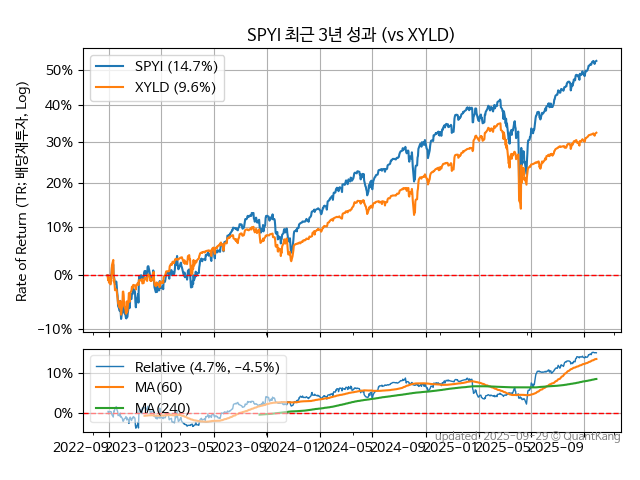 SPYI 최근 3년 성과 (vs XYLD)
Rate of Return (TR: 배당재투자, Log)
SPYI (14.7%)
XYLD (9.6%)
50%
40%
30%
20%
10%
0%
−10%
Relative (4.7%, −4.5%)
MA(60)
MA(240)
10%
0%
2022-09 2023-01 2023-05 2023-09 2024-01 2024-05 2024-09 2025-01 2025-05 2025-09
updated: 2025-09-29 © QuantKang